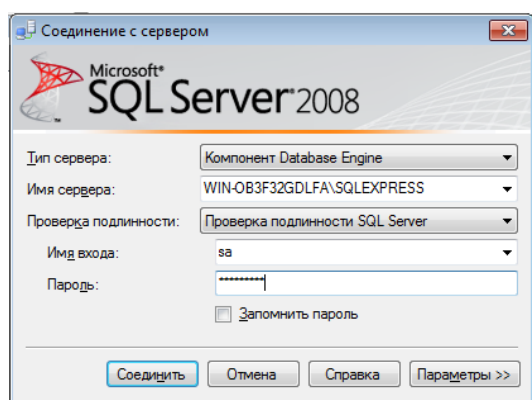 Соединение с сервером
Microsoft®
SQL Server® 2008
Тип сервера: Компонент Database Engine
Имя сервера: WIN-OB3F32GDLFA\SQLEXPRESS
Проверка подлинности: Проверка подлинности SQL Server
Имя входа: sa
Пароль: *********
Запомнить пароль
Соединить Отмена Справка Параметры >>